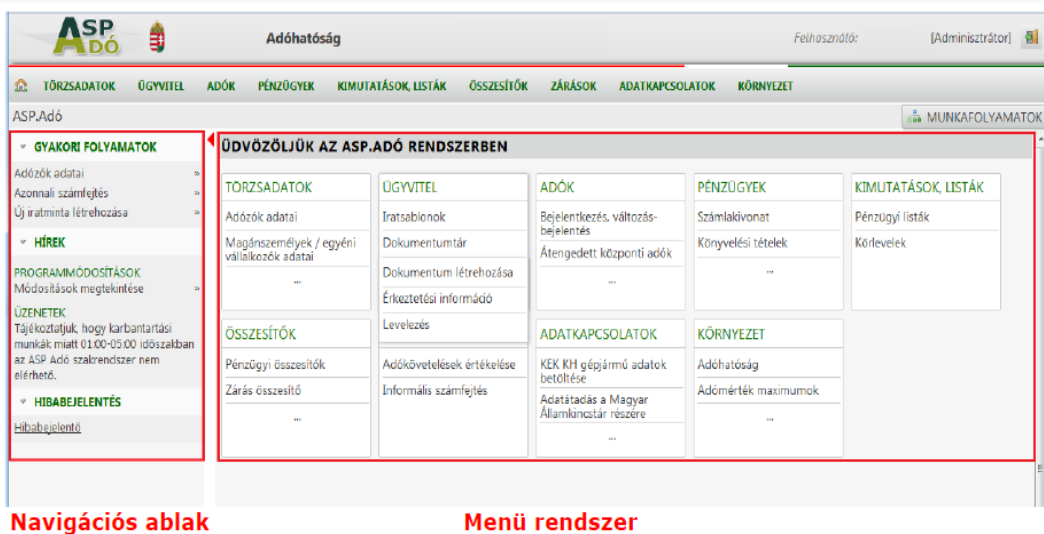 ASP
ADÓ
Adóhatóság
Felhasználó:
[Adminisztrátor]
TÖRZSADATOK ÜGYVITEL ADÓK PÉNZÜGYEK KIMUTATÁSOK, LISTÁK ÖSSZESÍTŐK ZÁRÁSOK ADATKAPCSOLATOK KÖRNYEZET
ASP.Adó
MUNKAFOLYAMATOK
GYAKORI FOLYAMATOK
Adózók adatai »
Azonnali számfejtés »
Új iratminta létrehozása »
HÍREK
PROGRAMMÓDOSÍTÁSOK
Módosítások megtekintése »
ÜZENETEK
Tájékoztatjuk, hogy karbantartási
munkák miatt 01:00-05:00 időszakban
az ASP Adó szakrendszer nem
elérhető.
HIBABEJELENTÉS
Hibabejelentő
ÜDVÖZÖLJÜK AZ ASP.ADÓ RENDSZERBEN
TÖRZSADATOK
Adózók adatai
Magánszemélyek / egyéni
vállalkozók adatai
...
ÜGYVITEL
Iratsablonok
Dokumentumtár
Dokumentum létrehozása
Érkeztetési információ
Levelezés
ADÓK
Bejelentkezés, változás-
bejelentés
Átengedett központi adók
...
PÉNZÜGYEK
Számlakivonat
Könyvelési tételek
...
KIMUTATÁSOK, LISTÁK
Pénzügyi listák
Körlevelek
ÖSSZESÍTŐK
Pénzügyi összesítők
Zárás összesítő
...
Adókövetelések értékelése
Informális számfejtés
ADATKAPCSOLATOK
KEK KH gépjármű adatok
betöltése
Adatátadás a Magyar
Államkincstár részére
...
KÖRNYEZET
Adóhatóság
Adómérték maximumok
...
Navigációs ablak
Menü rendszer